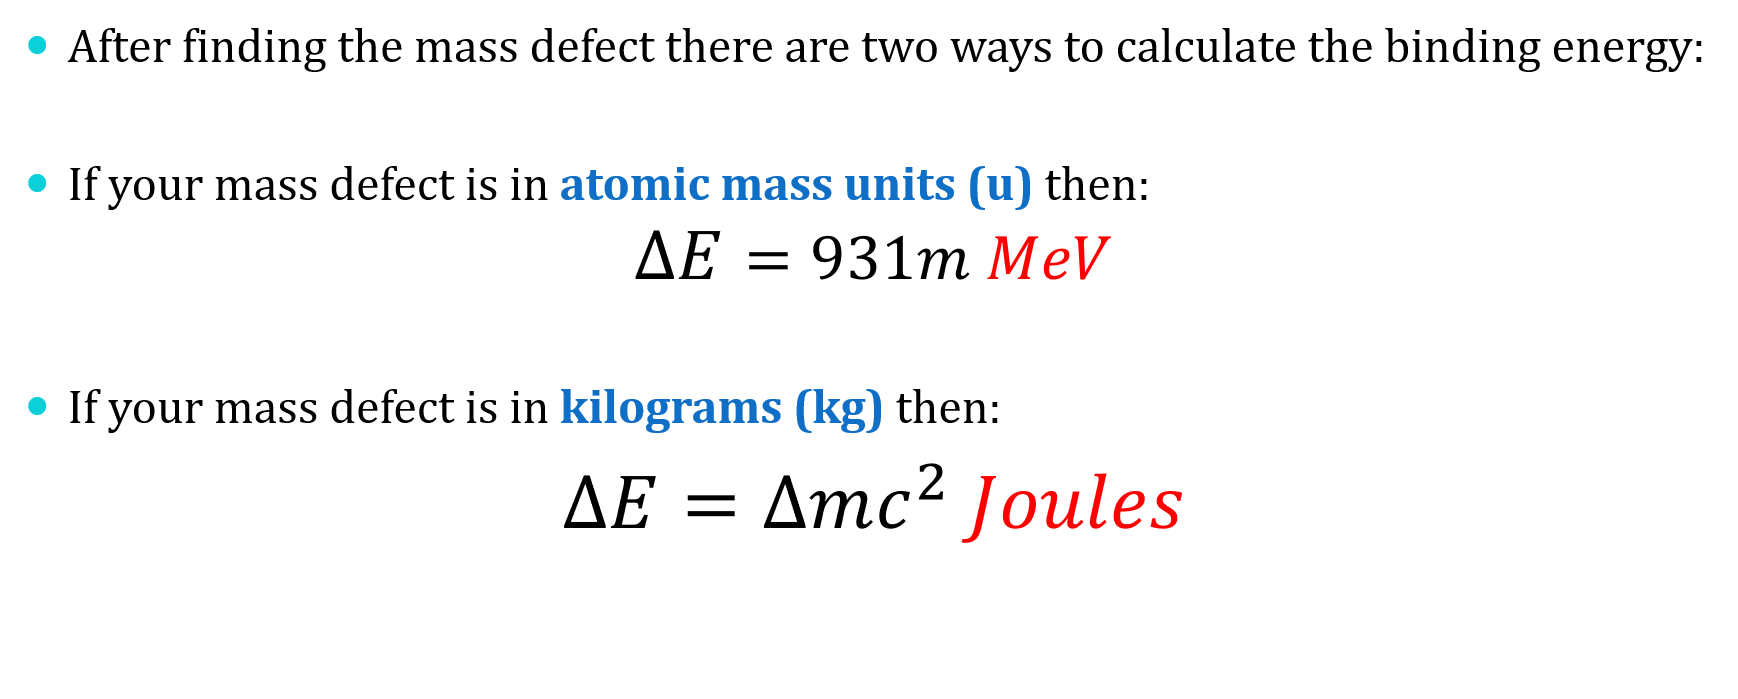 • After finding the mass defect there are two ways to calculate the binding energy:
• If your mass defect is in atomic mass units (u) then:
ΔE = 931m MeV
• If your mass defect is in kilograms (kg) then:
ΔE = Δmc² Joules